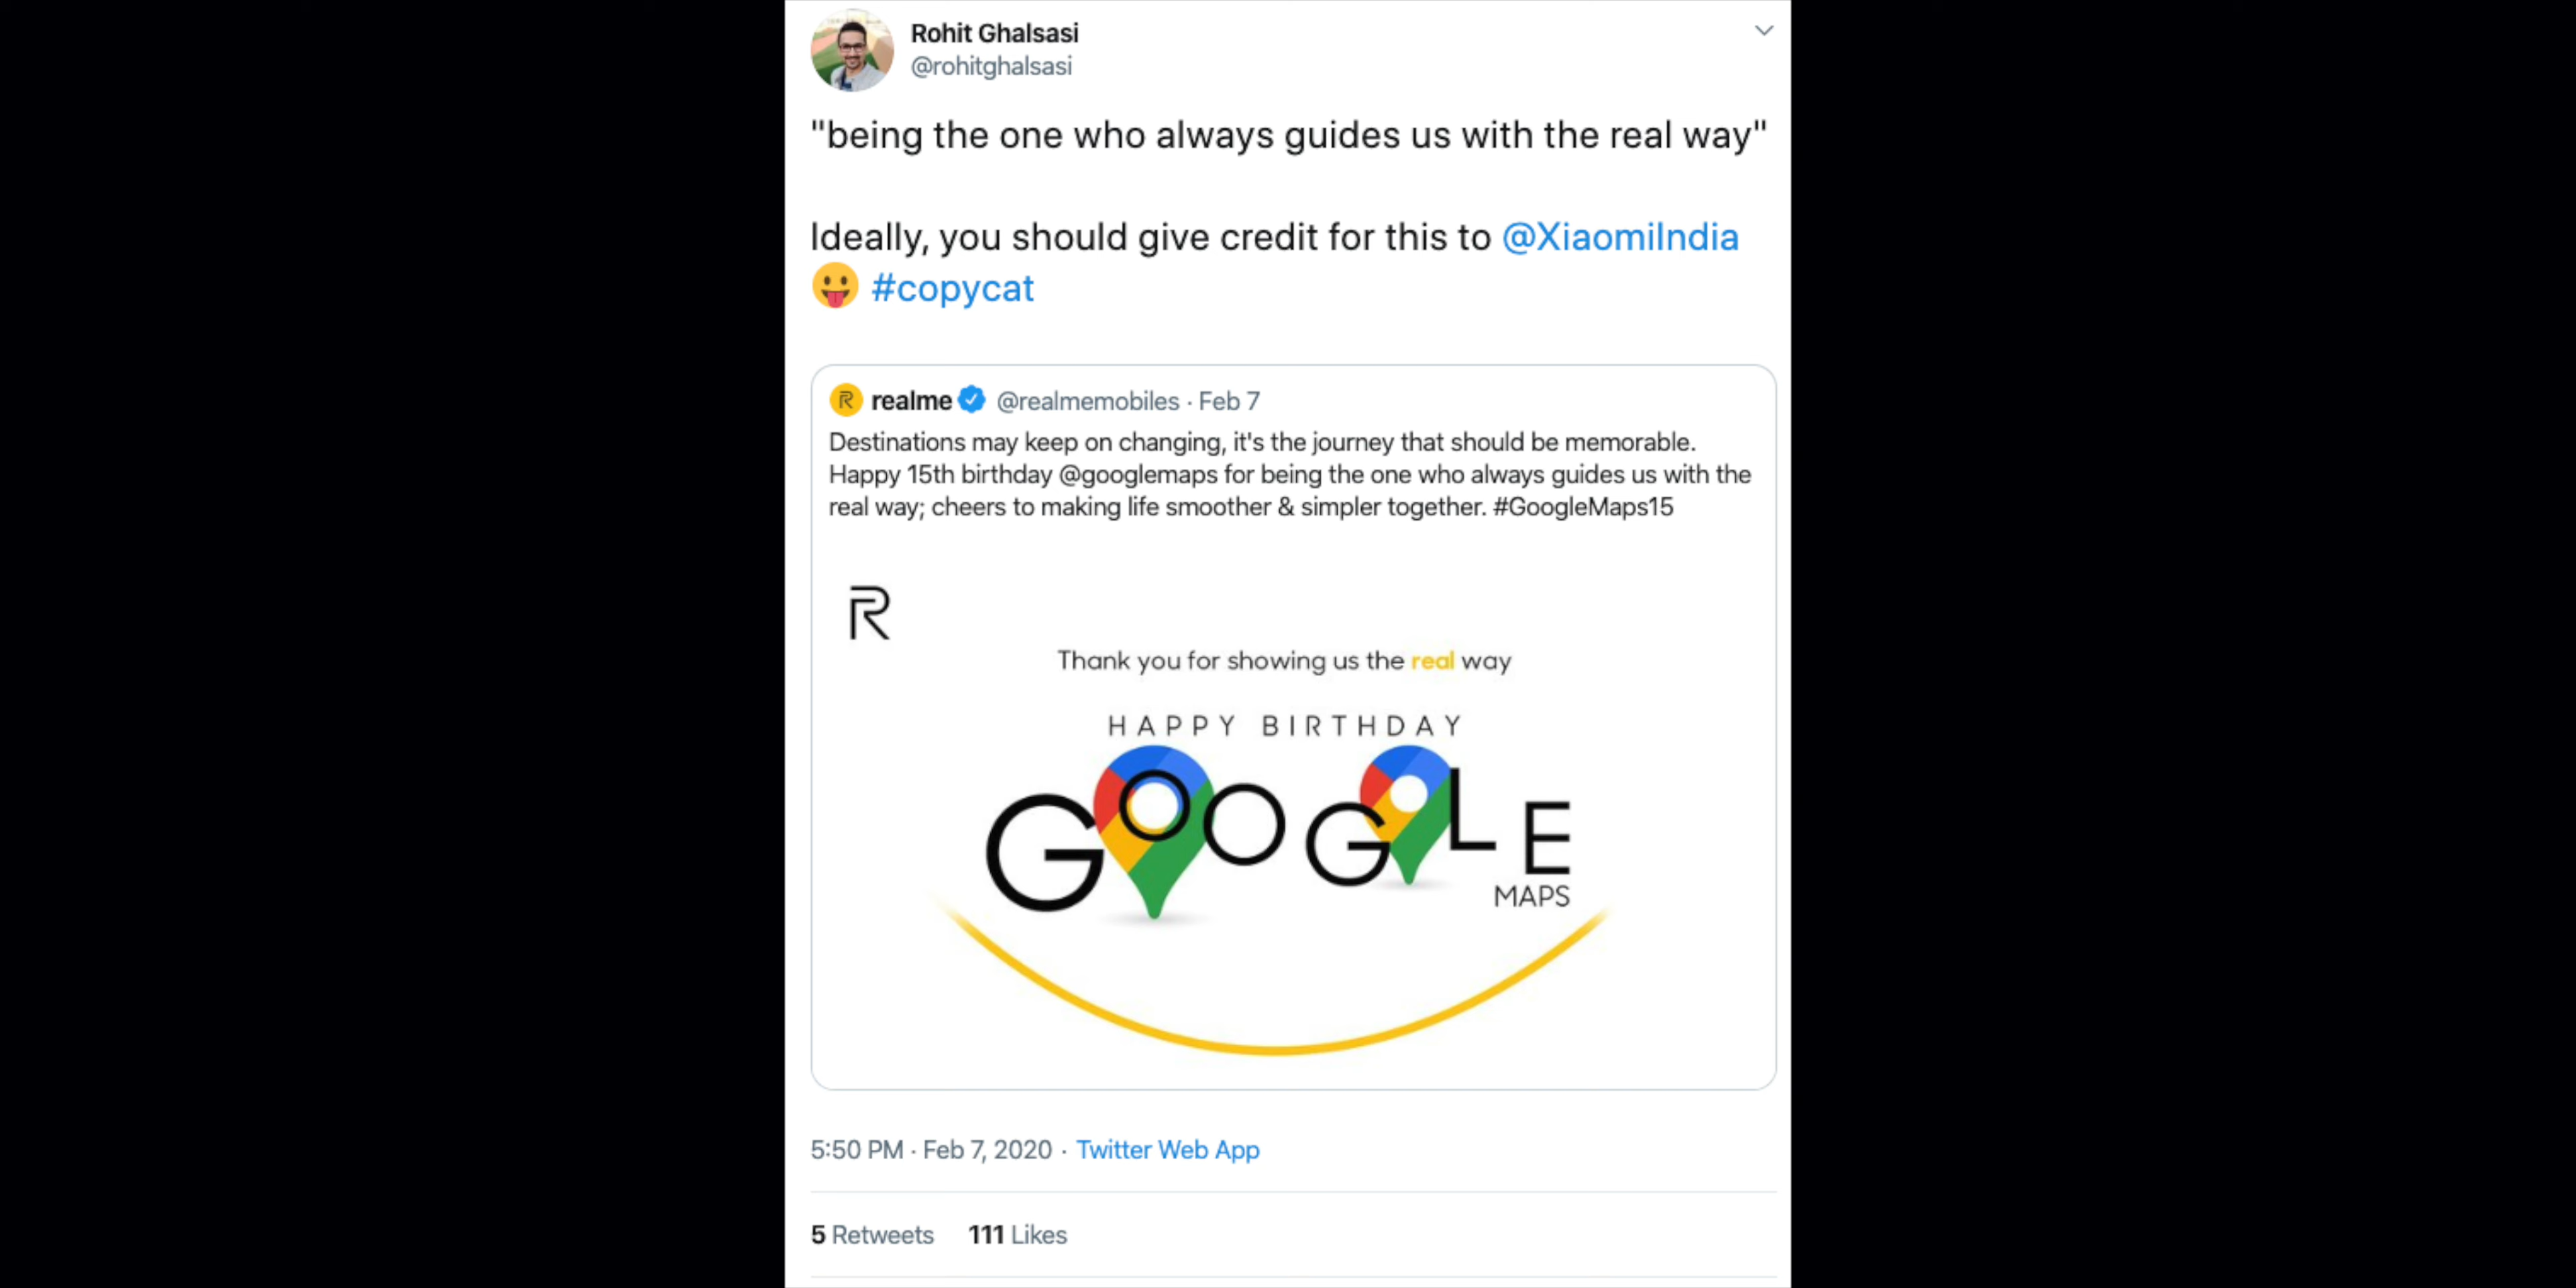 Rohit Ghalsasi
@rohitghalsasi
"being the one who always guides us with the real way"
Ideally, you should give credit for this to @XiaomiIndia
😛 #copycat
realme @realmemobiles · Feb 7
Destinations may keep on changing, it's the journey that should be memorable.
Happy 15th birthday @googlemaps for being the one who always guides us with the
real way; cheers to making life smoother & simpler together. #GoogleMaps15
R
Thank you for showing us the real way
HAPPY BIRTHDAY
GOOGLE
MAPS
5:50 PM · Feb 7, 2020 · Twitter Web App
5 Retweets 111 Likes